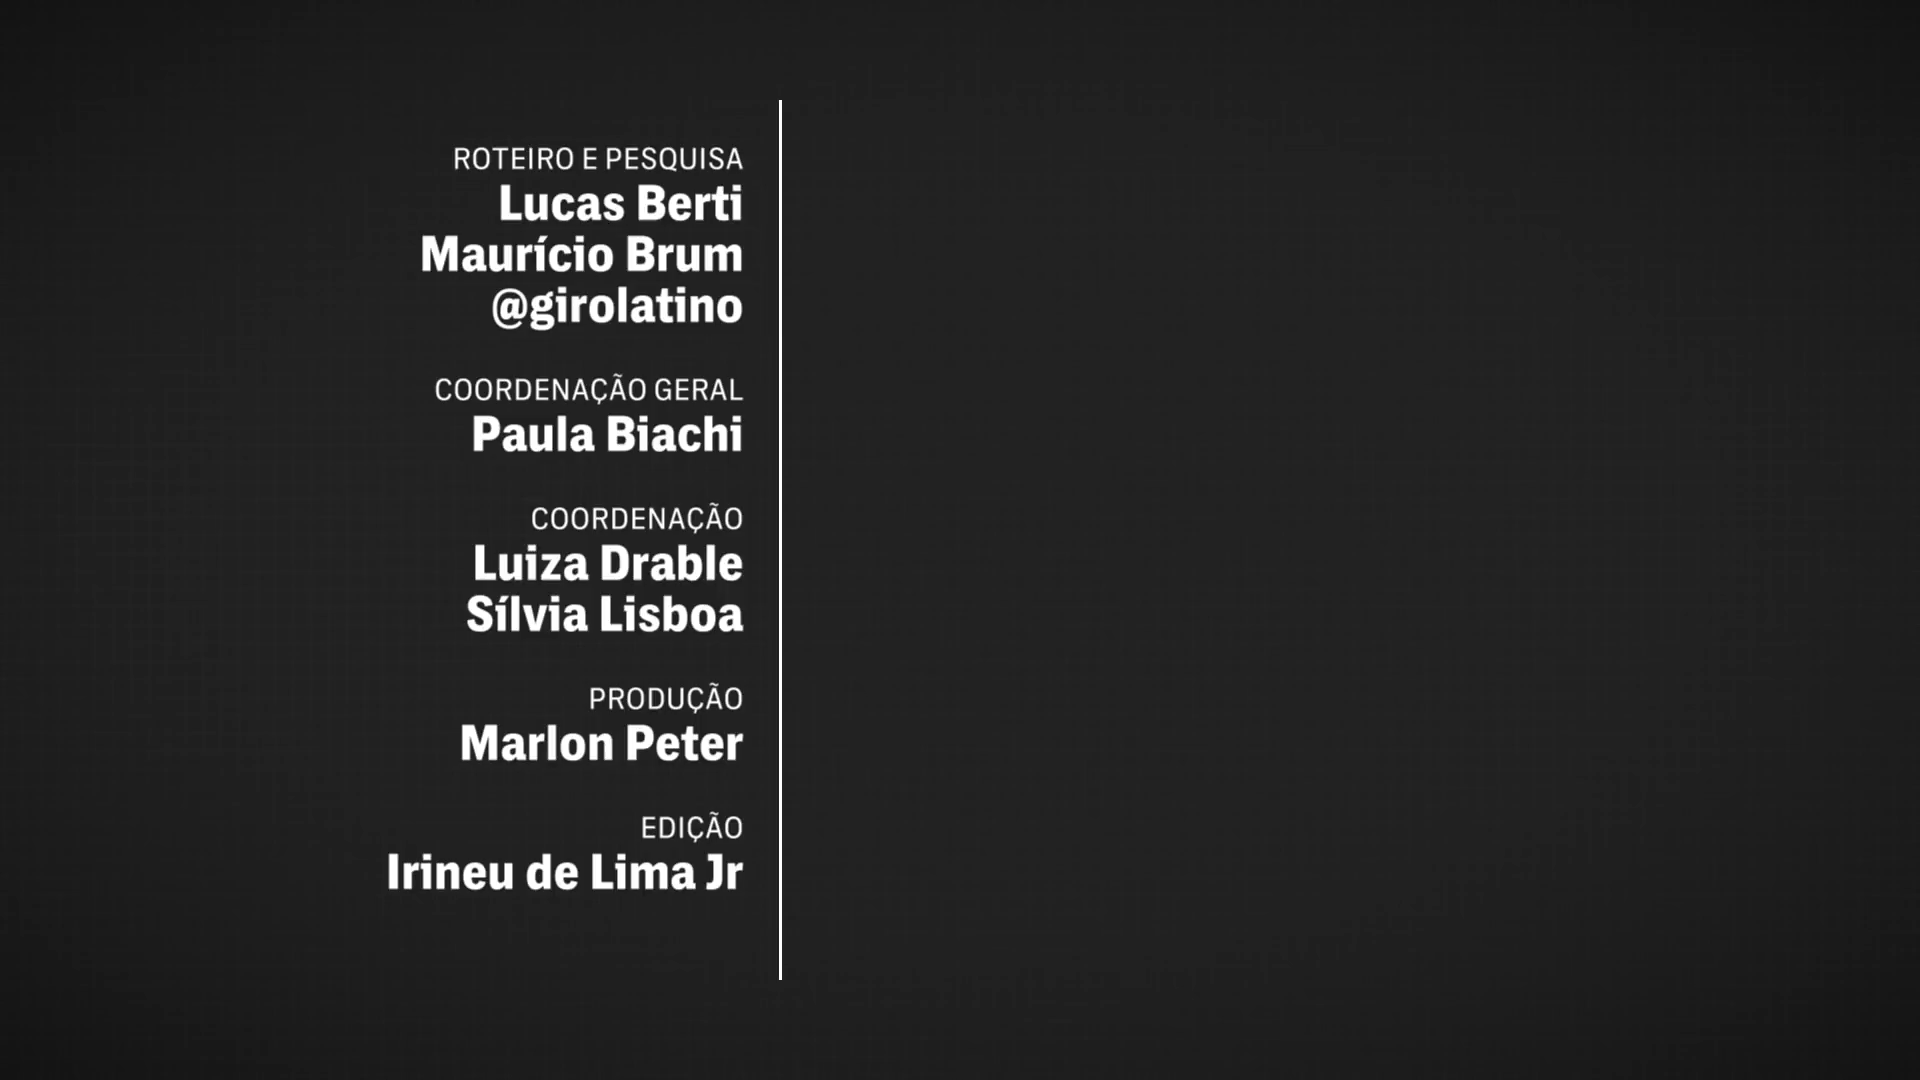 ROTEIRO E PESQUISA
Lucas Berti
Maurício Brum
@girolatino
COORDENAÇÃO GERAL
Paula Biachi
COORDENAÇÃO
Luiza Drable
Sílvia Lisboa
PRODUÇÃO
Marlon Peter
EDIÇÃO
Irineu de Lima Jr